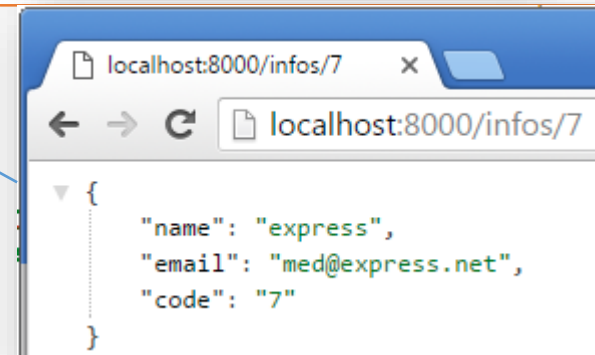 localhost:8000/infos/7
localhost:8000/infos/7
{
"name": "express",
"email": "med@express.net",
"code": "7"
}